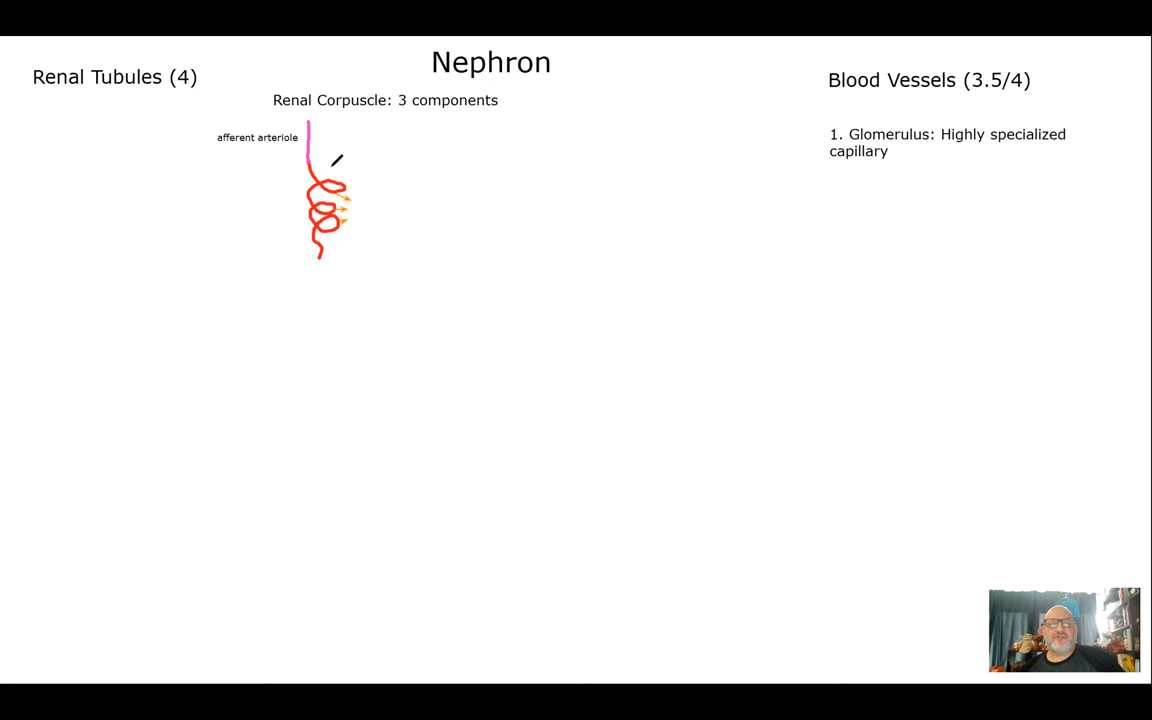 Nephron
Renal Tubules (4)
Blood Vessels (3.5/4)
Renal Corpuscle: 3 components
afferent arteriole
1. Glomerulus: Highly specialized
capillary